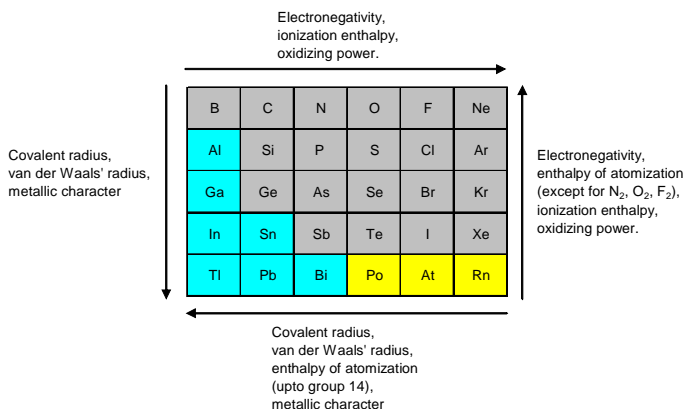 Electronegativity,
ionization enthalpy,
oxidizing power.
B C N O F Ne
Al Si P S Cl Ar
Ga Ge As Se Br Kr
In Sn Sb Te I Xe
Tl Pb Bi Po At Rn
Covalent radius,
van der Waals' radius,
metallic character
Electronegativity,
enthalpy of atomization
(except for N₂, O₂, F₂),
ionization enthalpy,
oxidizing power.
Covalent radius,
van der Waals' radius,
enthalpy of atomization
(upto group 14),
metallic character